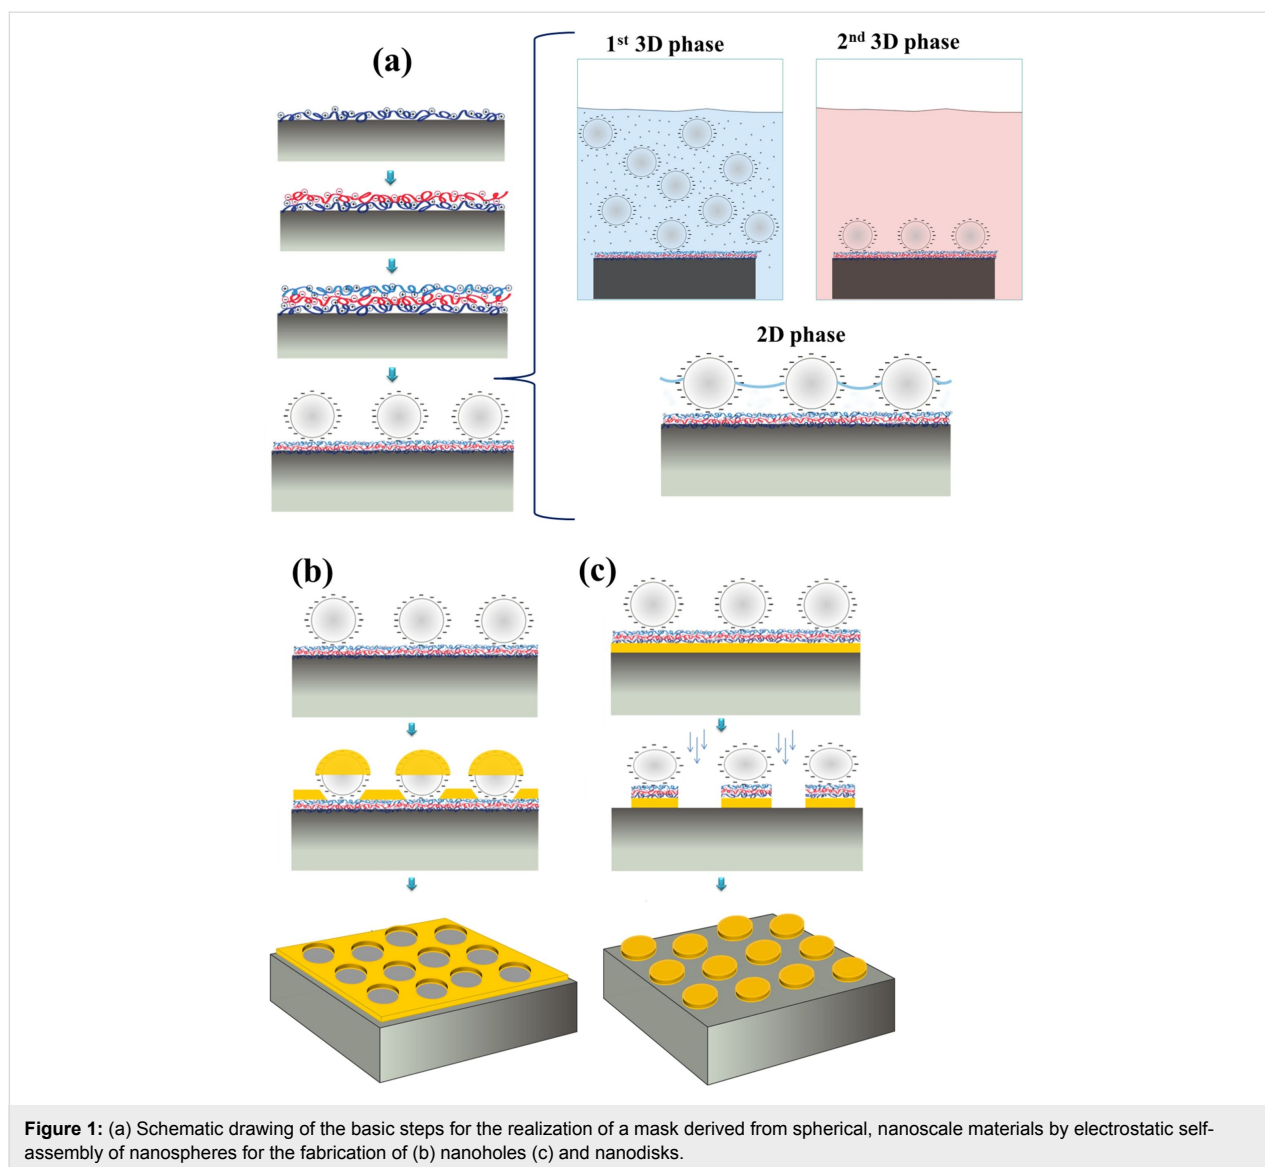 (a)
1st 3D phase
2nd 3D phase
2D phase
(b)
(c)
Figure 1: (a) Schematic drawing of the basic steps for the realization of a mask derived from spherical, nanoscale materials by electrostatic self-
assembly of nanospheres for the fabrication of (b) nanoholes (c) and nanodisks.